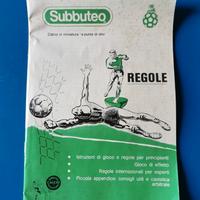 Subbuteo
Calcio in miniatura "a punta di dito"
REGOLE
Istruzioni di gioco e regole per principianti
Gioco di effetto
Regole internazionali per esperti
Piccola appendice: consigli utili e casistica
arbitrale